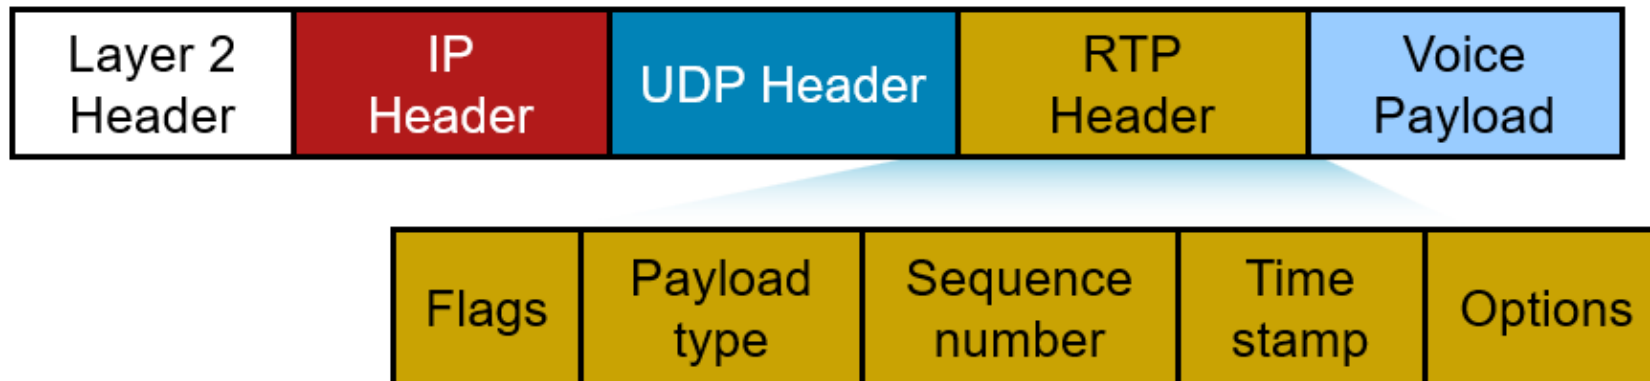 Layer 2
Header
IP
Header
UDP Header
RTP
Header
Voice
Payload
Flags
Payload
type
Sequence
number
Time
stamp
Options